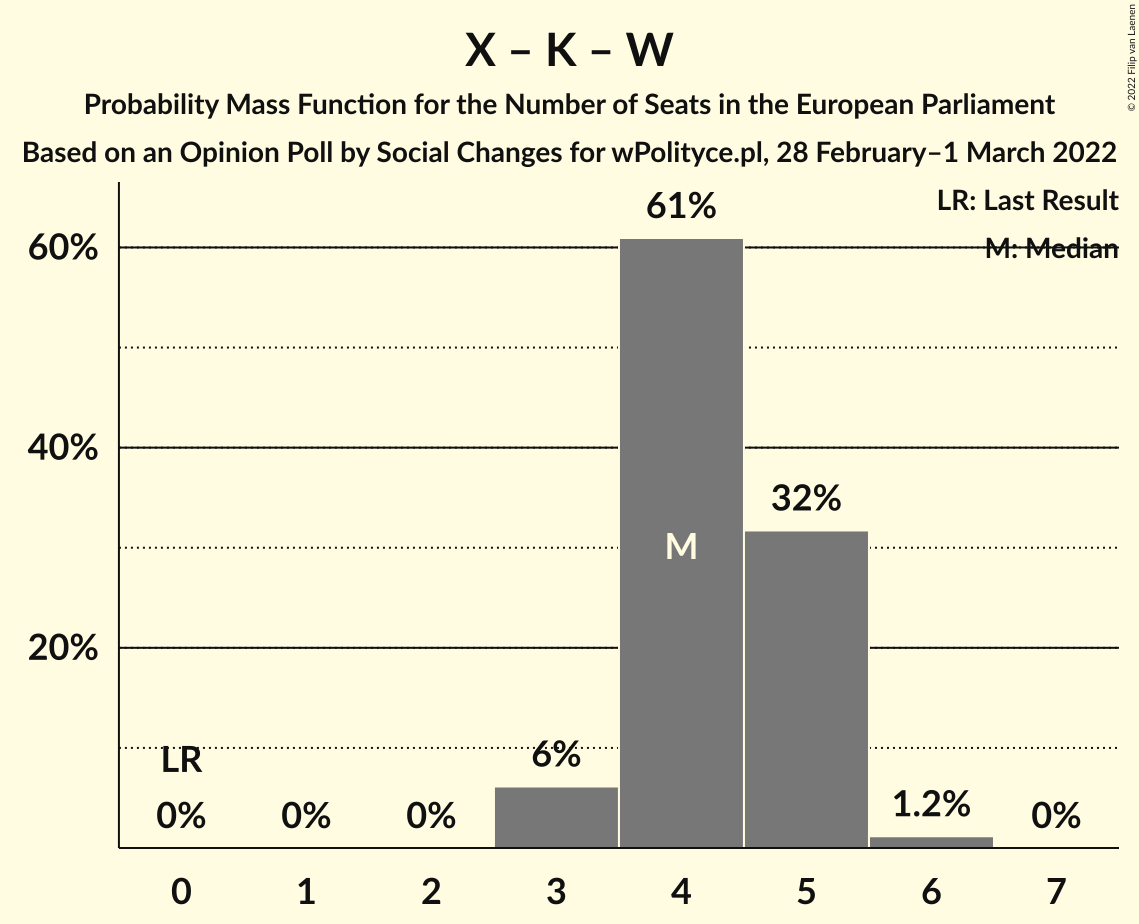 X – K – W
Probability Mass Function for the Number of Seats in the European Parliament
Based on an Opinion Poll by Social Changes for wPolityce.pl, 28 February–1 March 2022
© 2022 Filip van Laenen
LR: Last Result
M: Median
60%
40%
20%
61%
32%
M
LR
6%
1.2%
0%
0%
0%
0%
0 1 2 3 4 5 6 7